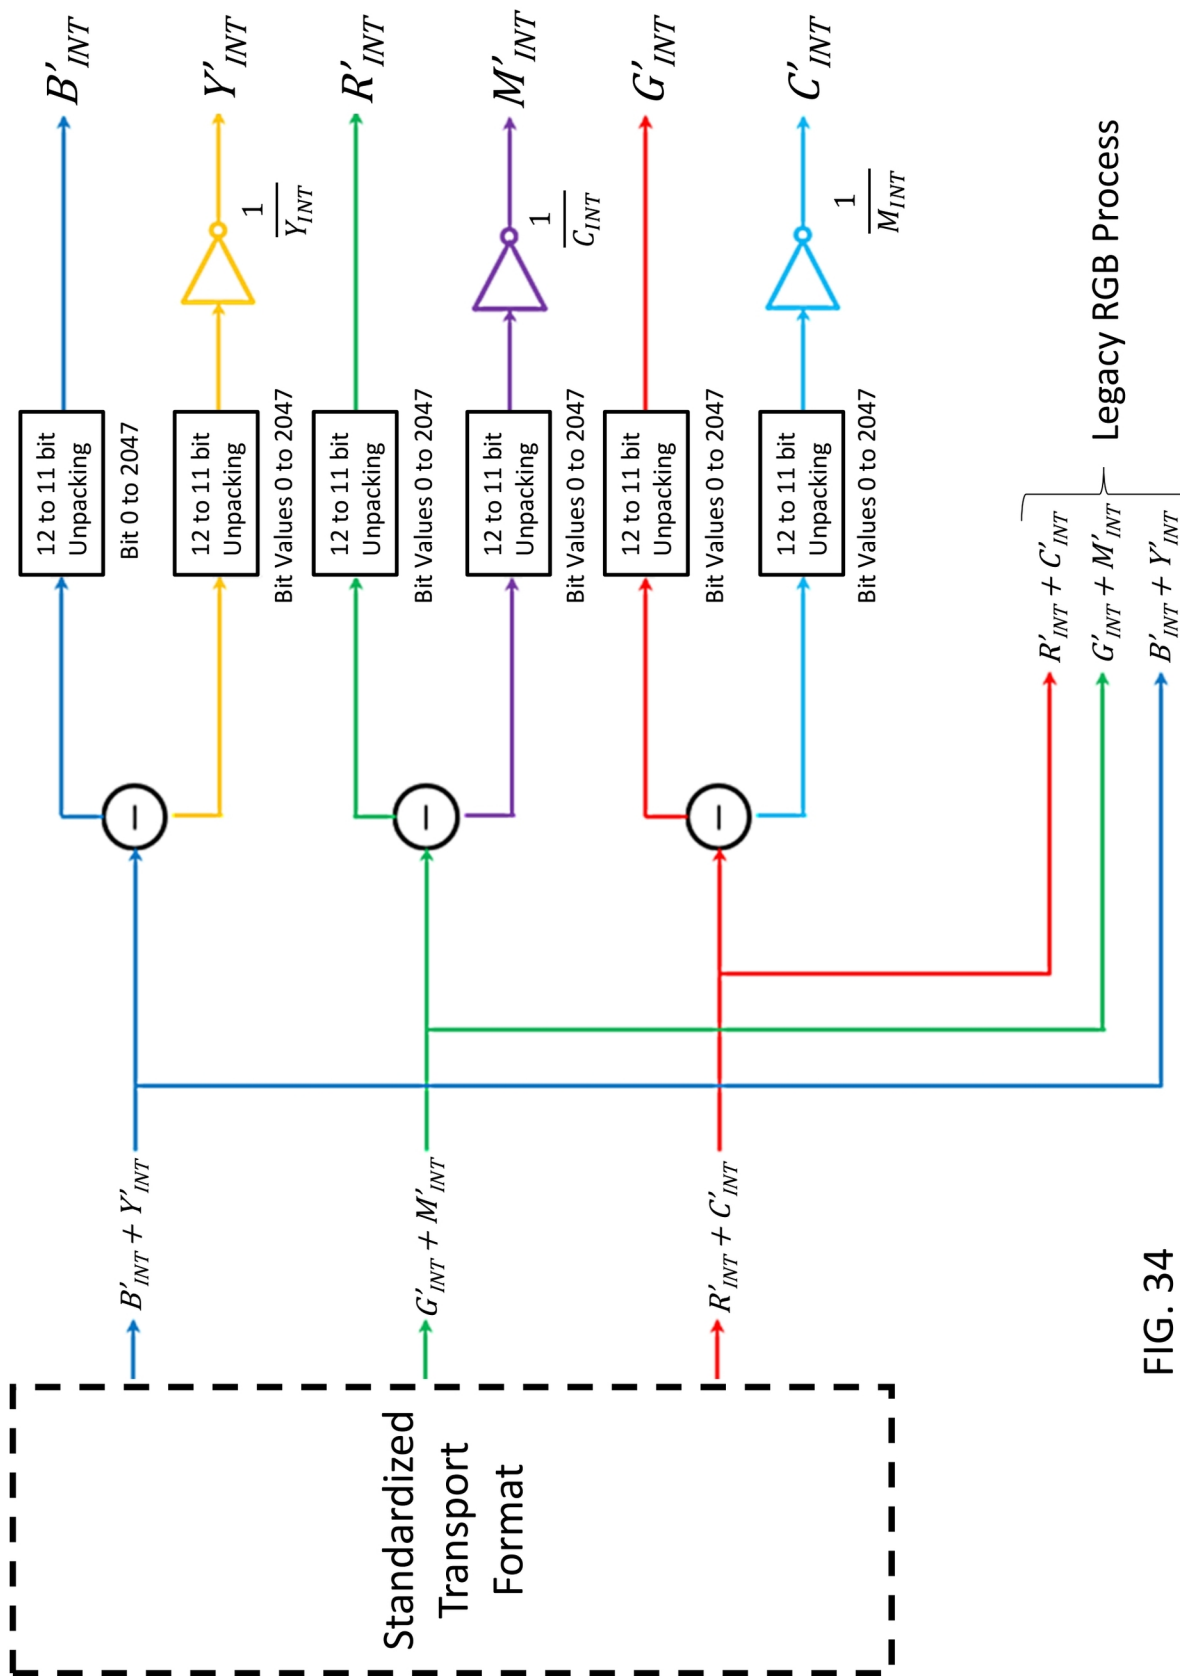 Standardized
Transport
Format
B′INT + Y′INT
G′INT + M′INT
R′INT + C′INT
−
−
−
12 to 11 bit
Unpacking
Bit 0 to 2047
12 to 11 bit
Unpacking
Bit Values 0 to 2047
12 to 11 bit
Unpacking
Bit Values 0 to 2047
12 to 11 bit
Unpacking
Bit Values 0 to 2047
12 to 11 bit
Unpacking
Bit Values 0 to 2047
12 to 11 bit
Unpacking
Bit Values 0 to 2047
1
YINT
1
CINT
1
MINT
B′INT
Y′INT
R′INT
M′INT
G′INT
C′INT
R′INT + C′INT
G′INT + M′INT
B′INT + Y′INT
Legacy RGB Process
FIG. 34